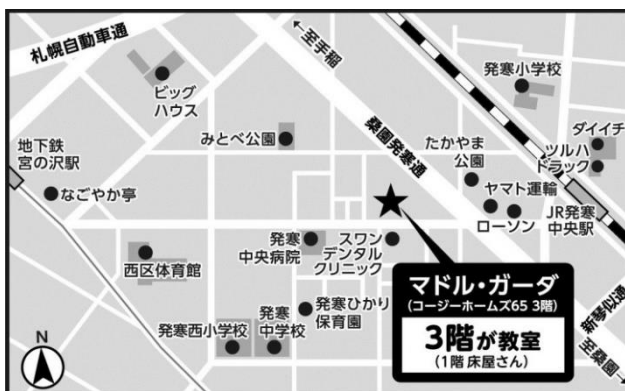 札幌自動車通
←至手稲
発寒小学校
ビッグ
ハウス
みとべ公園
桑園発寒通
たかやま
公園
ダイイチ
ツルハ
ドラッグ
地下鉄
宮の沢駅
なごやか亭
ヤマト運輸
ローソン
JR発寒
中央駅
西区体育館
発寒
中央病院
スワン
デンタル
クリニック
マドル・ガーダ
(コージーホームズ65 3階)
3階が教室
(1階 床屋さん)
新琴似通
至桑園→
発寒ひかり
保育園
発寒西小学校
発寒
中学校
N